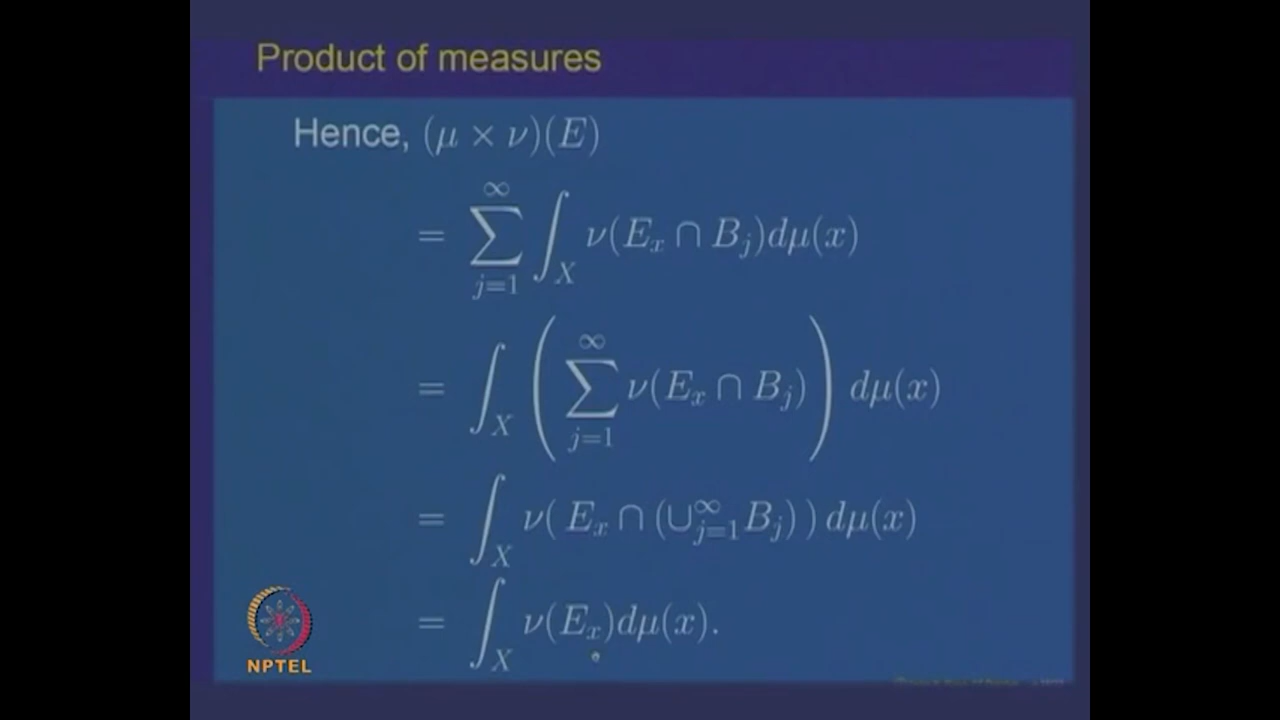 Product of measures
Hence, (μ × ν)(E)
= ∑_{j=1}^{∞} ∫_X ν(E_x ∩ B_j)dμ(x)
= ∫_X ( ∑_{j=1}^{∞} ν(E_x ∩ B_j) ) dμ(x)
= ∫_X ν( E_x ∩ (∪_{j=1}^{∞} B_j) ) dμ(x)
= ∫_X ν(E_x)dμ(x).
NPTEL